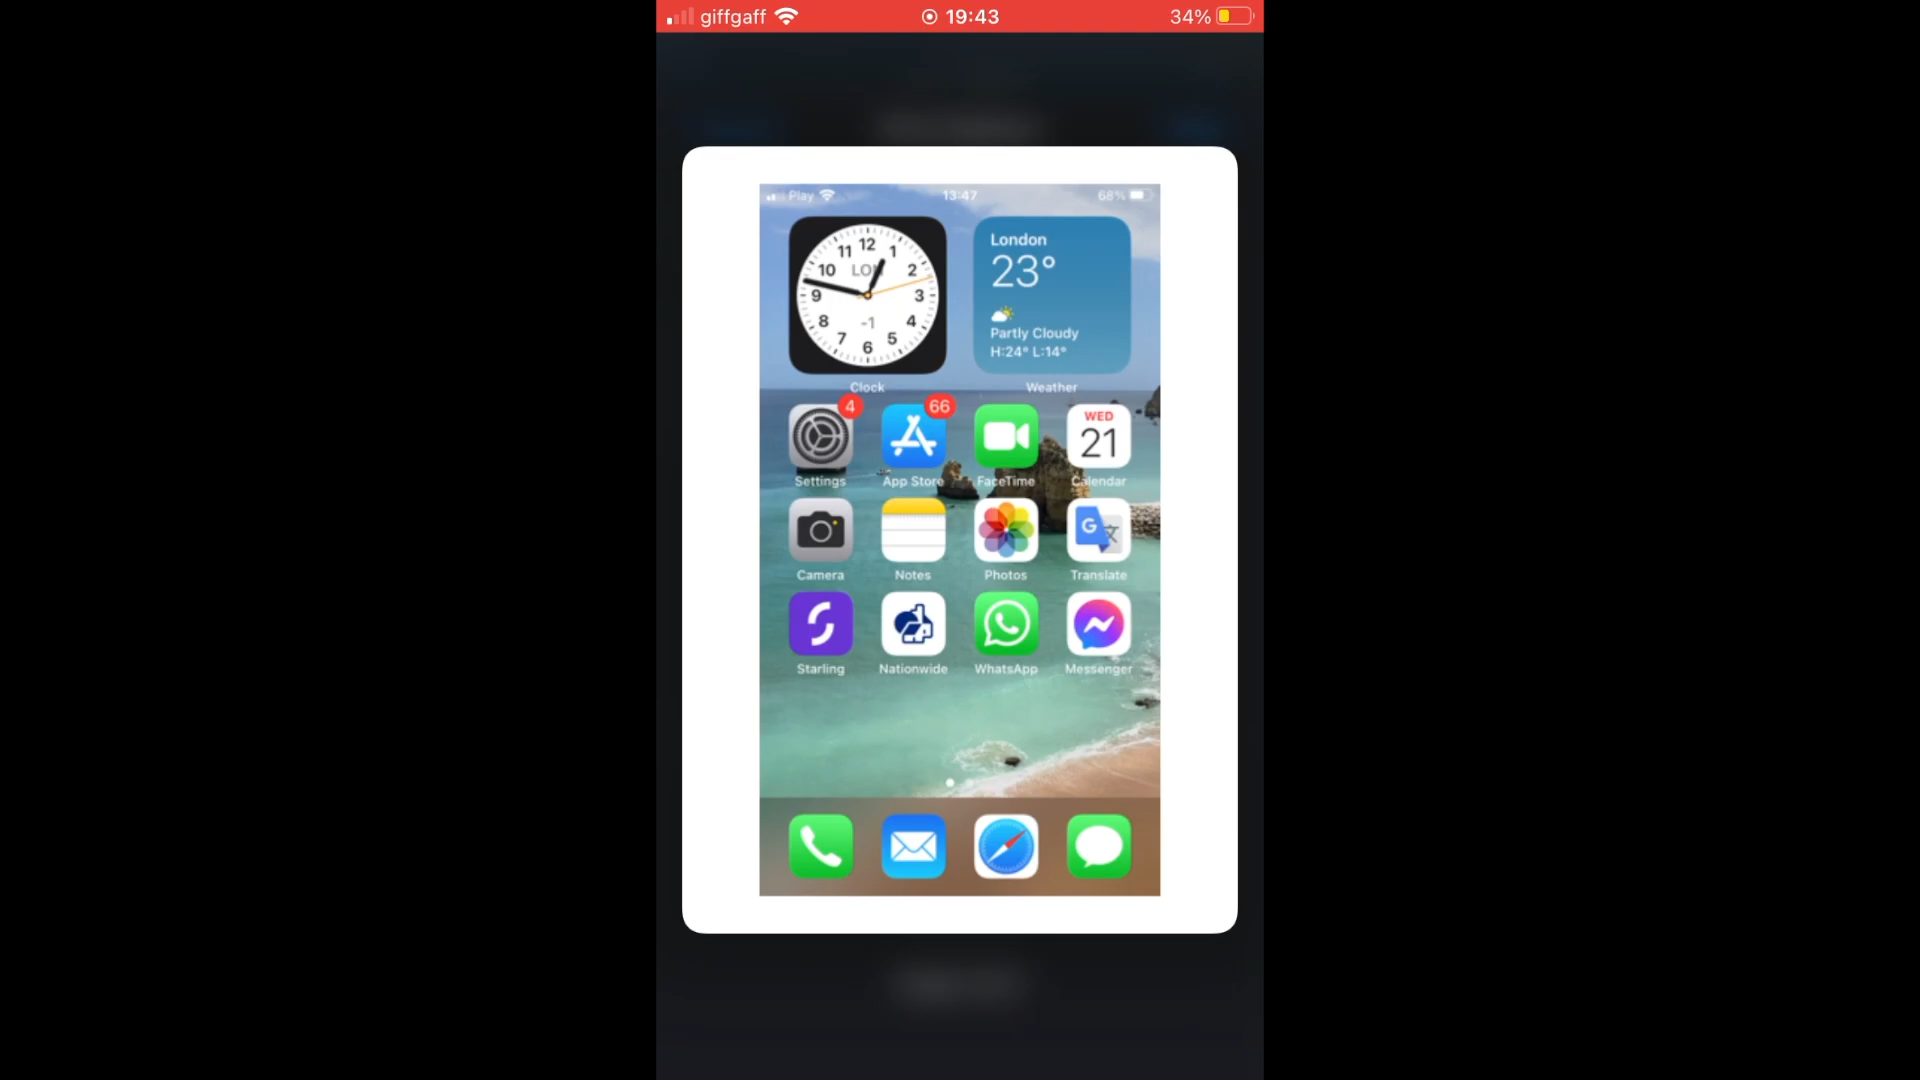 giffgaff 19:43 34%
Play 13:47 68%
12
11 1
10 LON 2
9 3
8 -1 4
7 5
6
London
23°
Partly Cloudy
H:24° L:14°
Clock Weather
4 66
WED
21
Settings App Store FaceTime Calendar
G 文
Camera Notes Photos Translate
Starling Nationwide WhatsApp Messenger